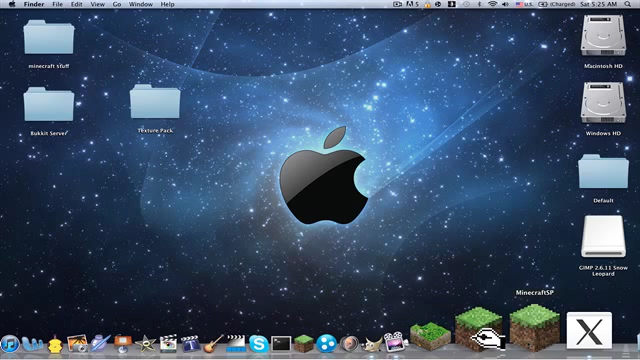 Finder File Edit View Go Window Help
(Charged) Sat 5:25 AM
minecraft stuff
Macintosh HD
Bukkit Server
Texture Pack
Windows HD
Default
GIMP 2.6.11 Snow
Leopard
MinecraftSP
X